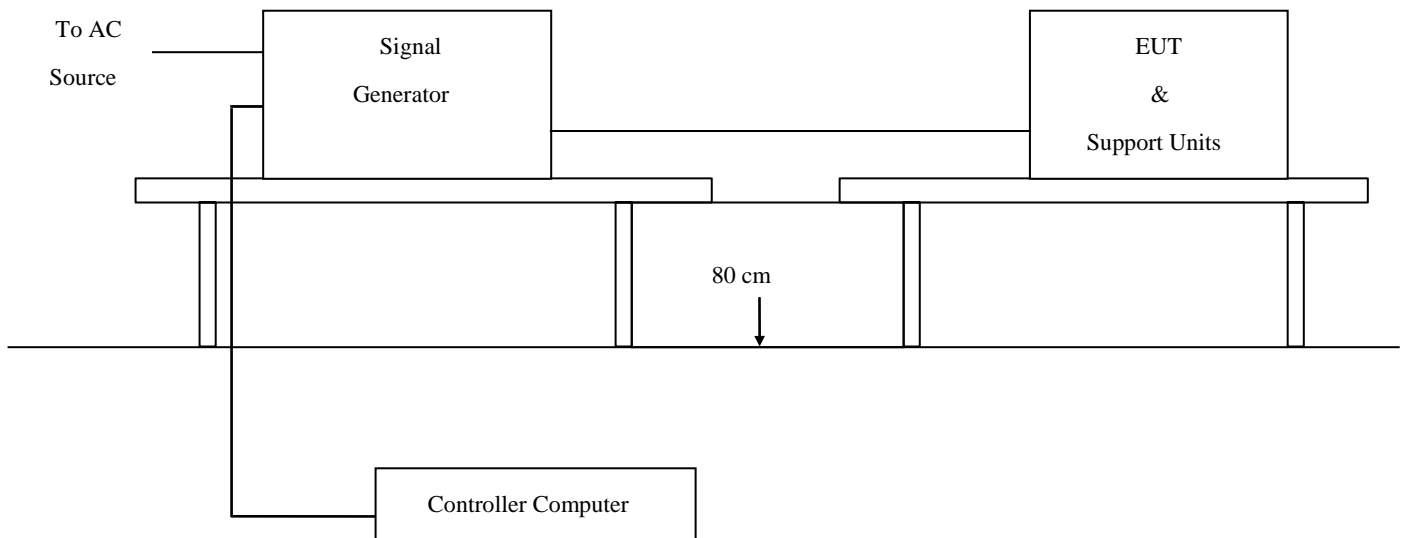 To AC
Source
Signal
Generator
EUT
&
Support Units
80 cm
Controller Computer